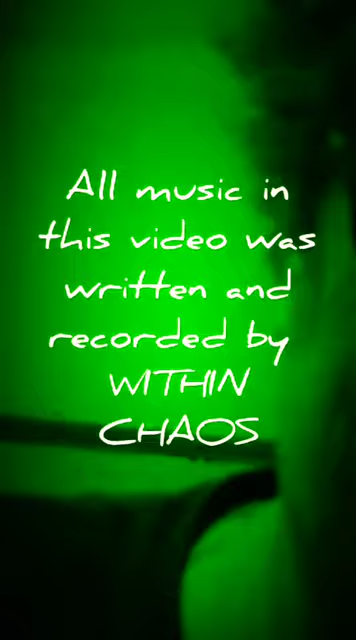 All music in
this video was
written and
recorded by
WITHIN
CHAOS